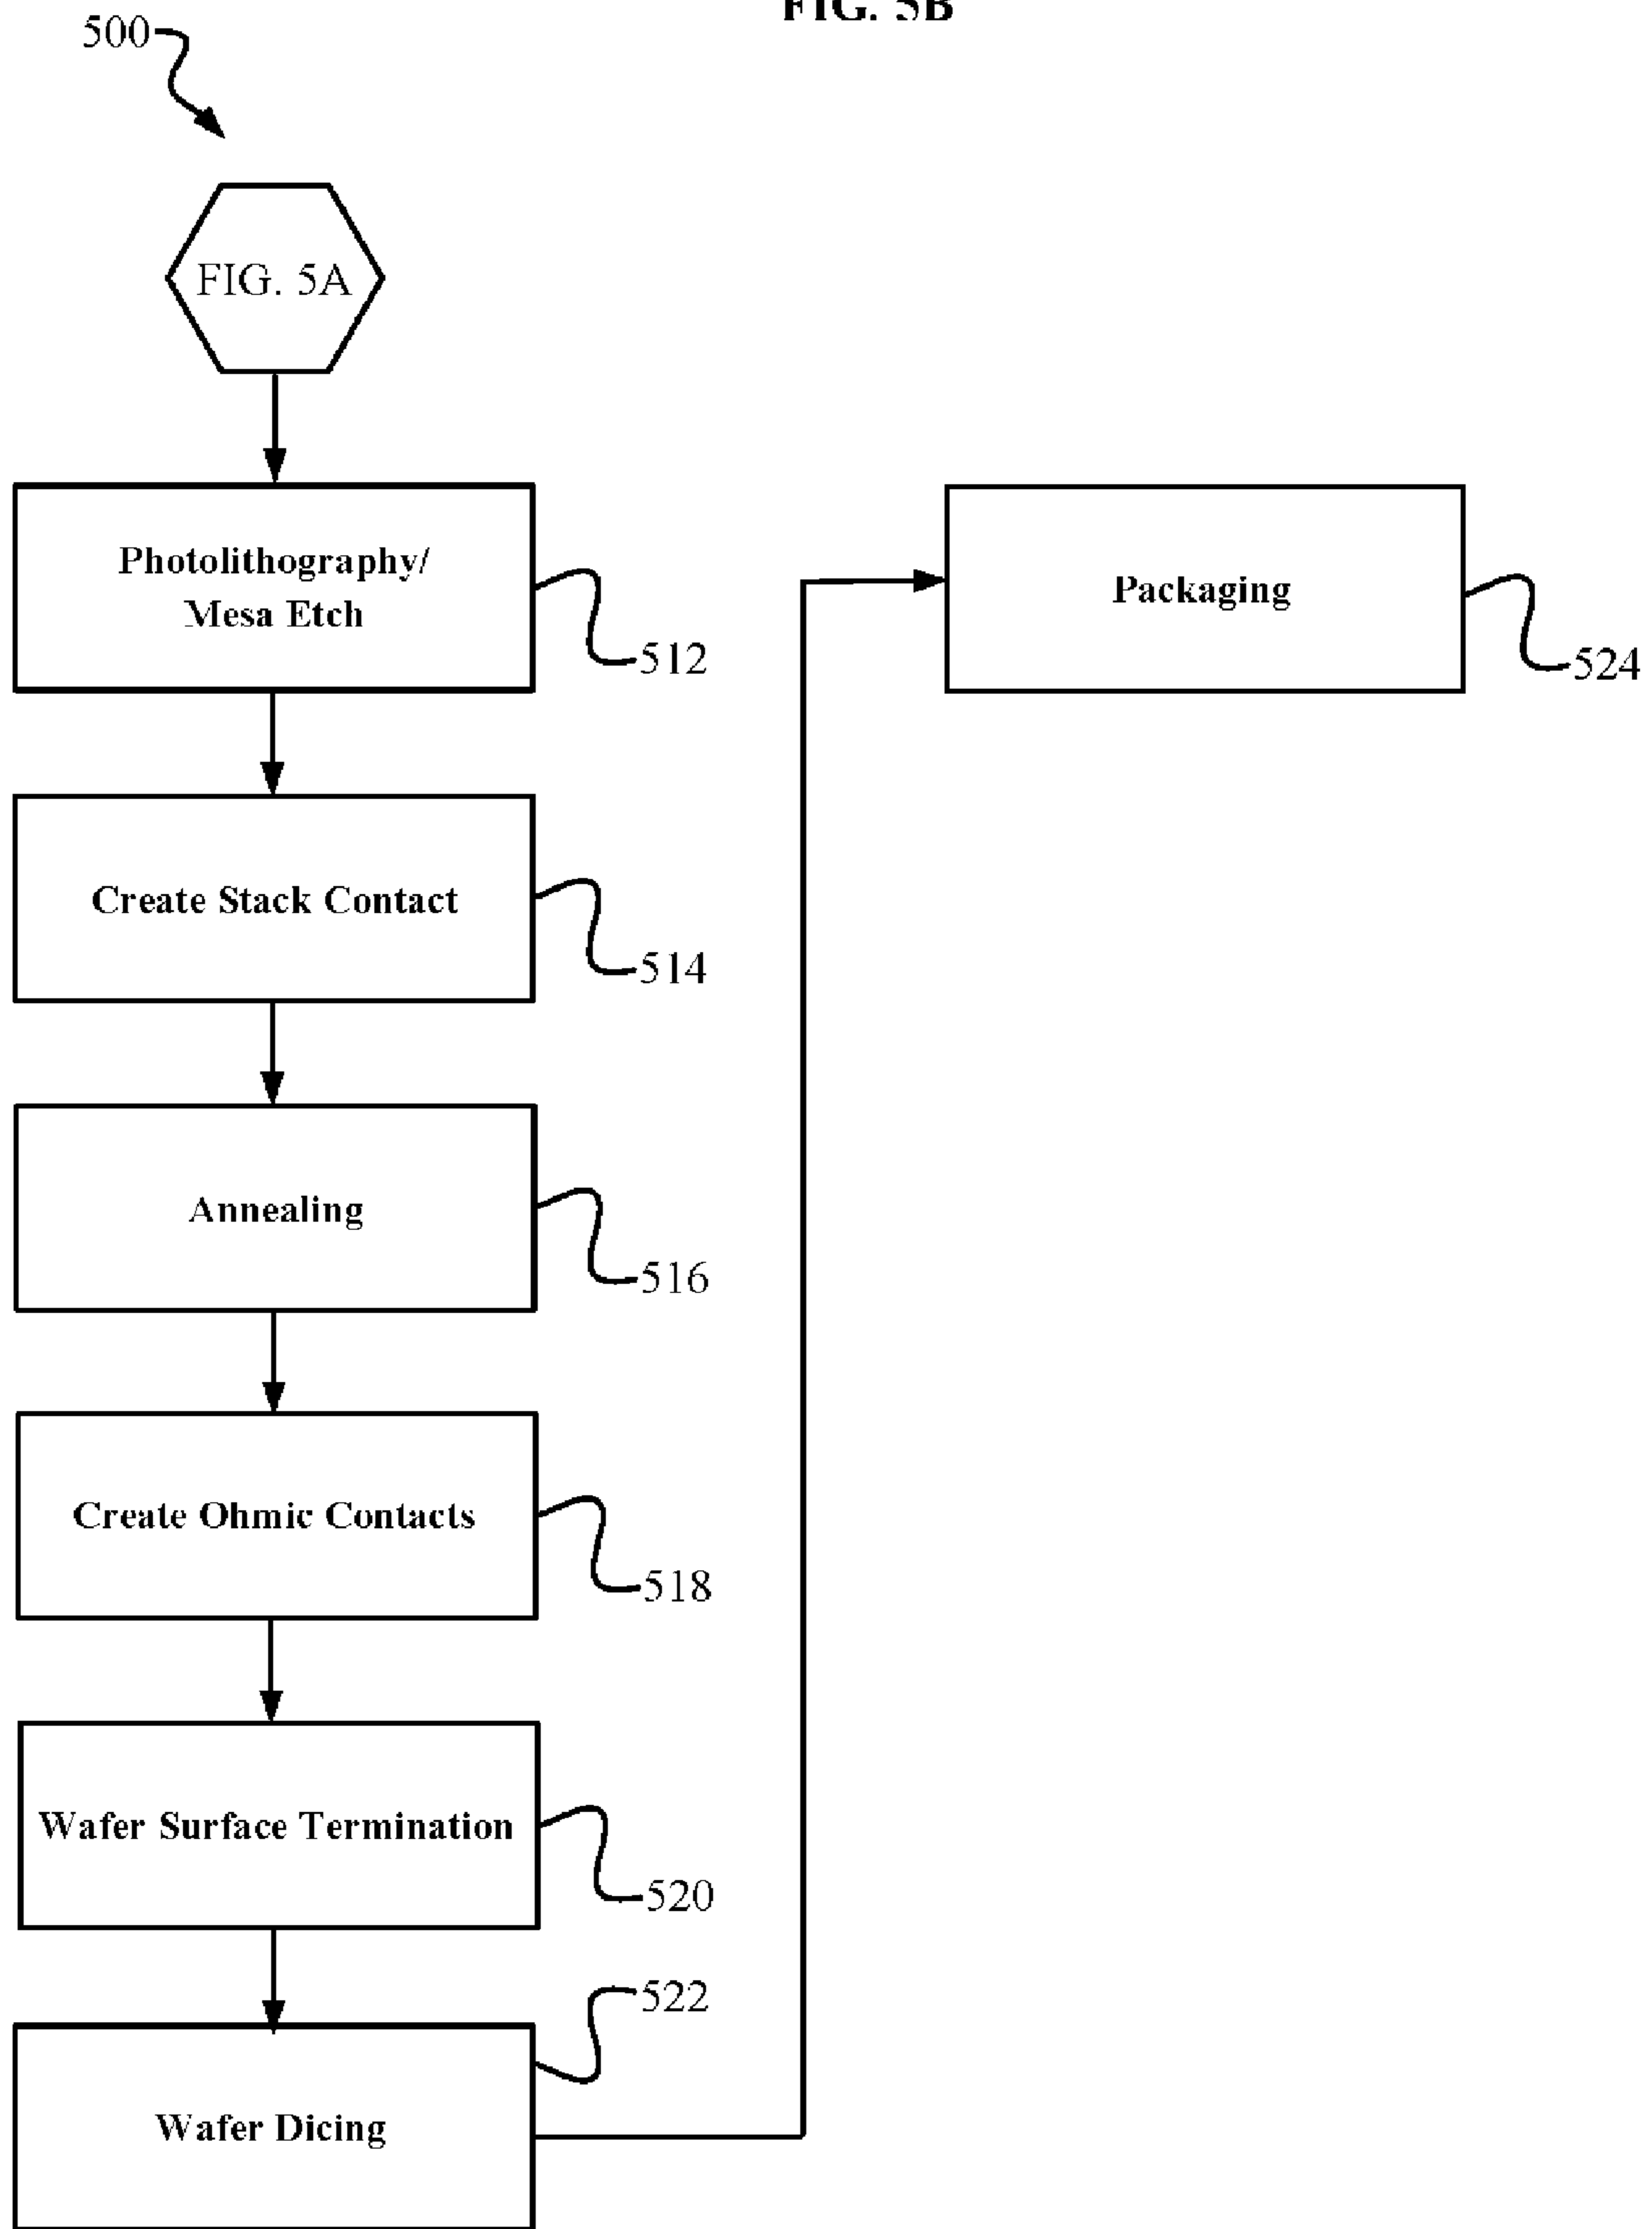 FIG. 5B
500
FIG. 5A
Photolithography/
Mesa Etch
512
Create Stack Contact
514
Annealing
516
Create Ohmic Contacts
518
Wafer Surface Termination
520
522
Wafer Dicing
Packaging
524